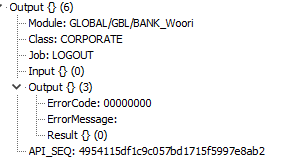 Output {} (6)
Module: GLOBAL/GBL/BANK_Woori
Class: CORPORATE
Job: LOGOUT
Input {} (0)
Output {} (3)
ErrorCode: 00000000
ErrorMessage:
Result {} (0)
API_SEQ: 4954115df1c9c057bd1715f5997e8ab2